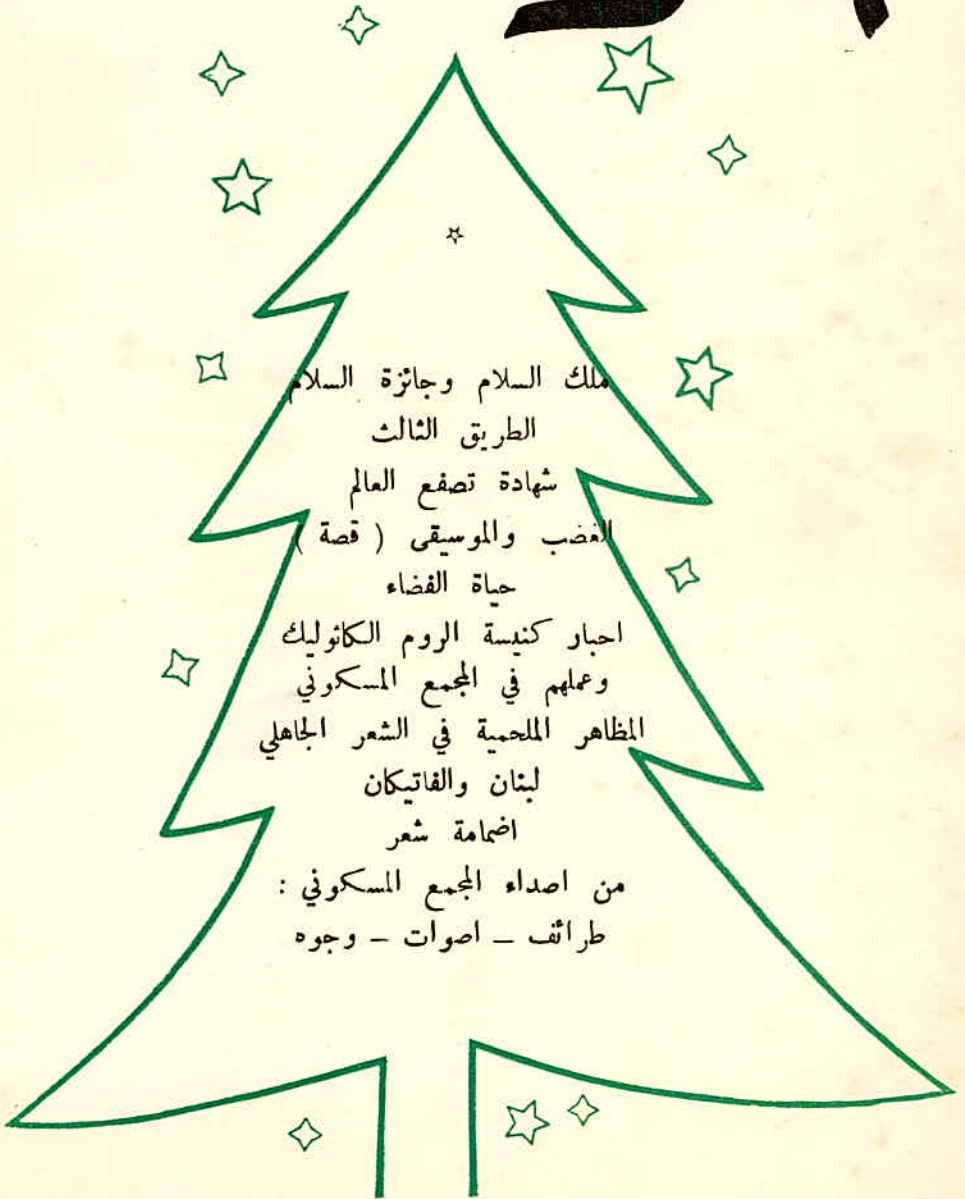 ملك السلام وجائزة السلام
الطريق الثالث
شهادة تصفع العالم
الغضب والموسيقى ( قصة )
حياة الفضاء
احبار كنيسة الروم الكاثوليك
وعملهم في المجمع المسكوني
المظاهر الملحمية في الشعر الجاهلي
لبنان والفاتيكان
اضمامة شعر
من اصداء المجمع المسكوني :
طرائف – اصوات – وجوه